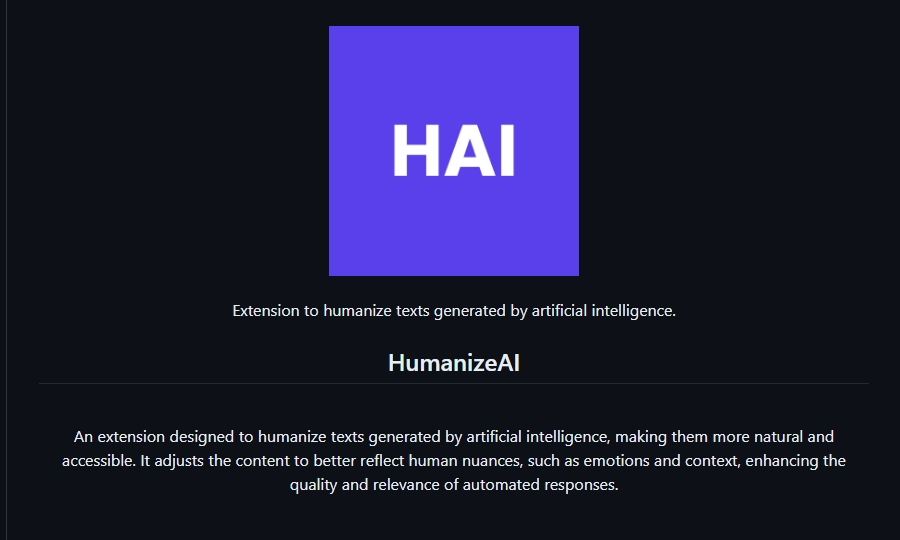 HAI
Extension to humanize texts generated by artificial intelligence.
HumanizeAI
An extension designed to humanize texts generated by artificial intelligence, making them more natural and
accessible. It adjusts the content to better reflect human nuances, such as emotions and context, enhancing the
quality and relevance of automated responses.